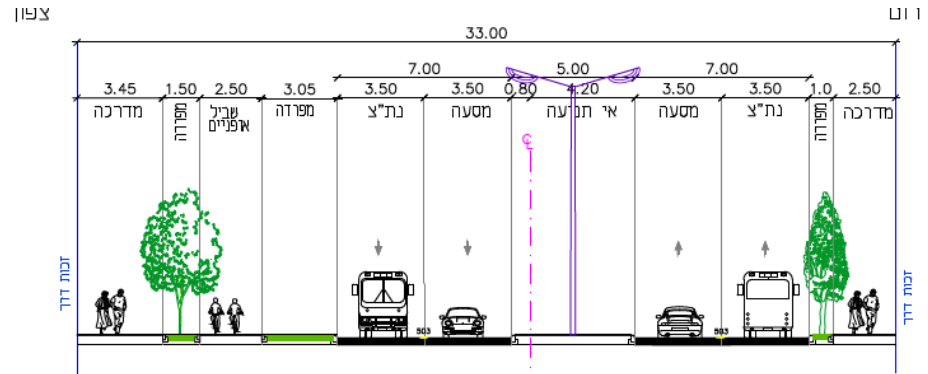 צפון
דרום
33.00
7.00 5.00 7.00
3.45 1.50 2.50 3.05 3.50 3.50 0.80 4.20 3.50 3.50 1.0 2.50
מדרכה
מפרדה
שביל
אופניים
מפרדה
נת"צ
מסעה
אי תנועה
מסעה
נת"צ
מפרדה
מדרכה
זכות דרך
זכות דרך
503
503